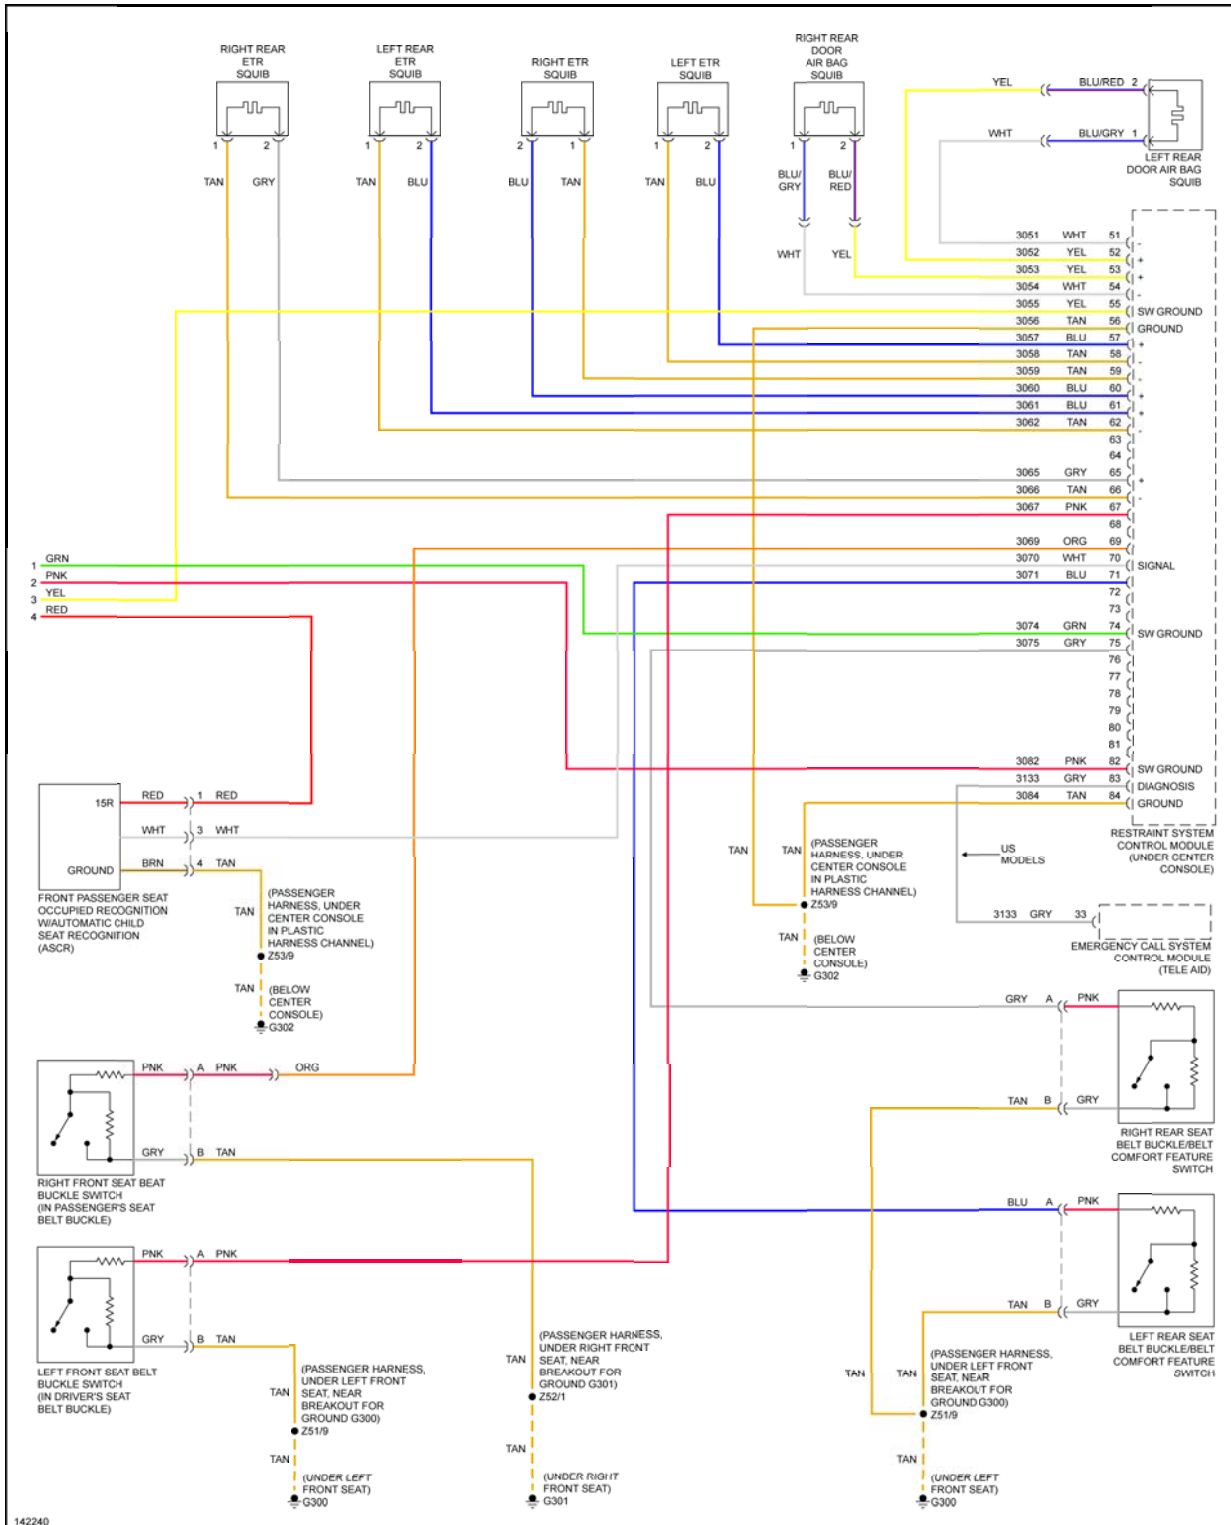 RIGHT REAR
ETR
SQUIB
LEFT REAR
ETR
SQUIB
RIGHT ETR
SQUIB
LEFT ETR
SQUIB
RIGHT REAR
DOOR
AIR BAG
SQUIB
1 2
1 2
2 1
1 2
1 2
TAN GRY
TAN BLU
BLU TAN
TAN BLU
BLU/
GRY
BLU/
RED
WHT YEL
YEL BLU/RED 2
WHT BLU/GRY 1
LEFT REAR
DOOR AIR BAG
SQUIB
3051 WHT 51 -
3052 YEL 52 +
3053 YEL 53 +
3054 WHT 54 -
3055 YEL 55 SW GROUND
3056 TAN 56 GROUND
3057 BLU 57 +
3058 TAN 58 -
3059 TAN 59 -
3060 BLU 60 +
3061 BLU 61 +
3062 TAN 62 -
63
64
3065 GRY 65 +
3066 TAN 66 -
3067 PNK 67
68
3069 ORG 69
3070 WHT 70 SIGNAL
3071 BLU 71
72
73
3074 GRN 74 SW GROUND
3075 GRY 75
76
77
78
79
80
81
3082 PNK 82 SW GROUND
3133 GRY 83 DIAGNOSIS
3084 TAN 84 GROUND
RESTRAINT SYSTEM
CONTROL MODULE
(UNDER CENTER
CONSOLE)
1 GRN
2 PNK
3 YEL
4 RED
15R RED 1 RED
WHT 3 WHT
GROUND BRN 4 TAN
FRONT PASSENGER SEAT
OCCUPIED RECOGNITION
W/AUTOMATIC CHILD
SEAT RECOGNITION
(ASCR)
TAN
(PASSENGER
HARNESS, UNDER
CENTER CONSOLE
IN PLASTIC
HARNESS CHANNEL)
Z53/9
TAN
(BELOW
CENTER
CONSOLE)
G302
TAN TAN
(PASSENGER
HARNESS, UNDER
CENTER CONSOLE
IN PLASTIC
HARNESS CHANNEL)
Z53/9
TAN
(BELOW
CENTER
CONSOLE)
G302
US
MODELS
3133 GRY 33
EMERGENCY CALL SYSTEM
CONTROL MODULE
(TELE AID)
GRY A PNK
TAN B GRY
RIGHT REAR SEAT
BELT BUCKLE/BELT
COMFORT FEATURE
SWITCH
PNK A PNK ORG
GRY B TAN
RIGHT FRONT SEAT BEAT
BUCKLE SWITCH
(IN PASSENGER'S SEAT
BELT BUCKLE)
BLU A PNK
TAN B GRY
LEFT REAR SEAT
BELT BUCKLE/BELT
COMFORT FEATURE
SWITCH
PNK A PNK
GRY B TAN
LEFT FRONT SEAT BELT
BUCKLE SWITCH
(IN DRIVER'S SEAT
BELT BUCKLE)
TAN
(PASSENGER HARNESS,
UNDER LEFT FRONT
SEAT, NEAR
BREAKOUT FOR
GROUND G300)
Z51/9
TAN
(UNDER LEFT
FRONT SEAT)
G300
TAN
(PASSENGER HARNESS,
UNDER RIGHT FRONT
SEAT, NEAR
BREAKOUT FOR
GROUND G301)
Z52/1
TAN
(UNDER RIGHT
FRONT SEAT)
G301
TAN TAN
(PASSENGER HARNESS,
UNDER LEFT FRONT
SEAT, NEAR
BREAKOUT FOR
GROUND G300)
Z51/9
TAN
(UNDER LEFT
FRONT SEAT)
G300
142240